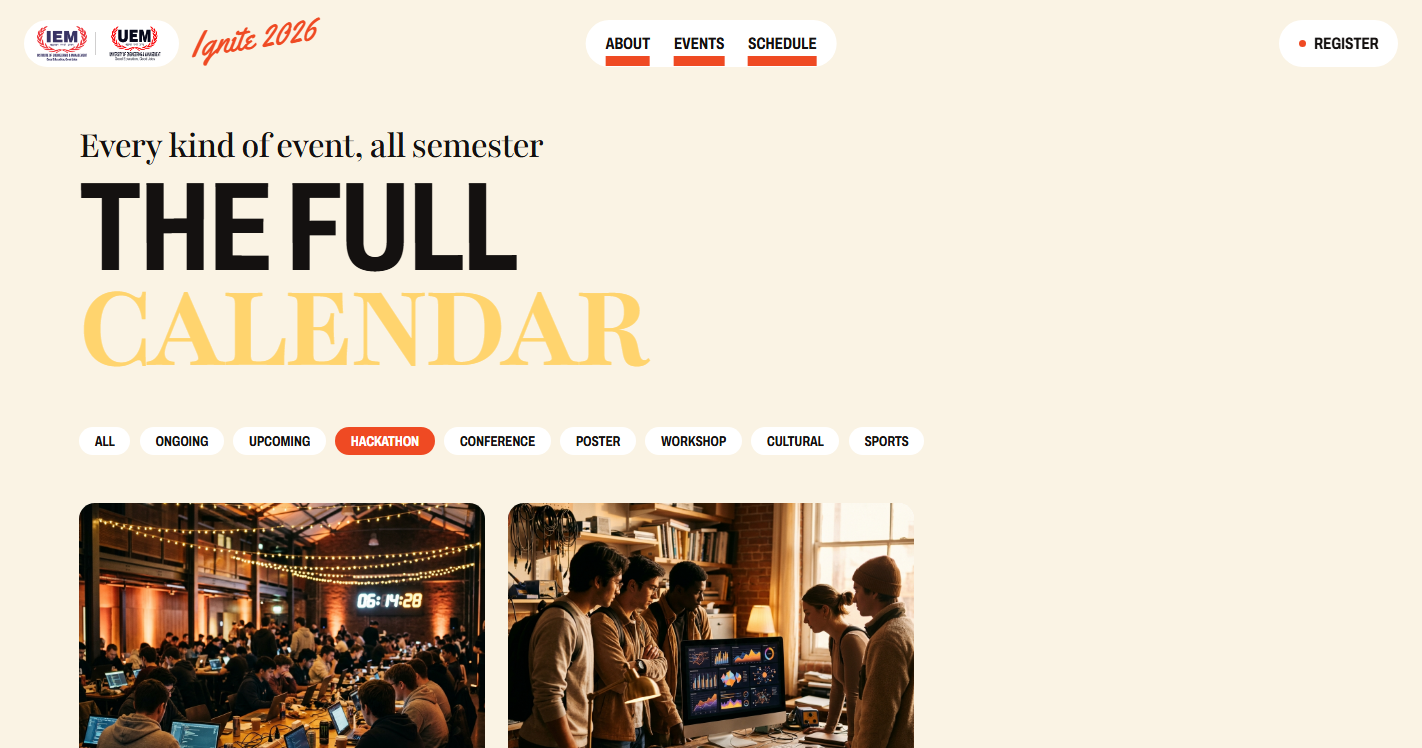 IEM
UEM
Ignite 2026
ABOUT
EVENTS
SCHEDULE
REGISTER
Every kind of event, all semester
THE FULL
CALENDAR
ALL
ONGOING
UPCOMING
HACKATHON
CONFERENCE
POSTER
WORKSHOP
CULTURAL
SPORTS
06:14:28